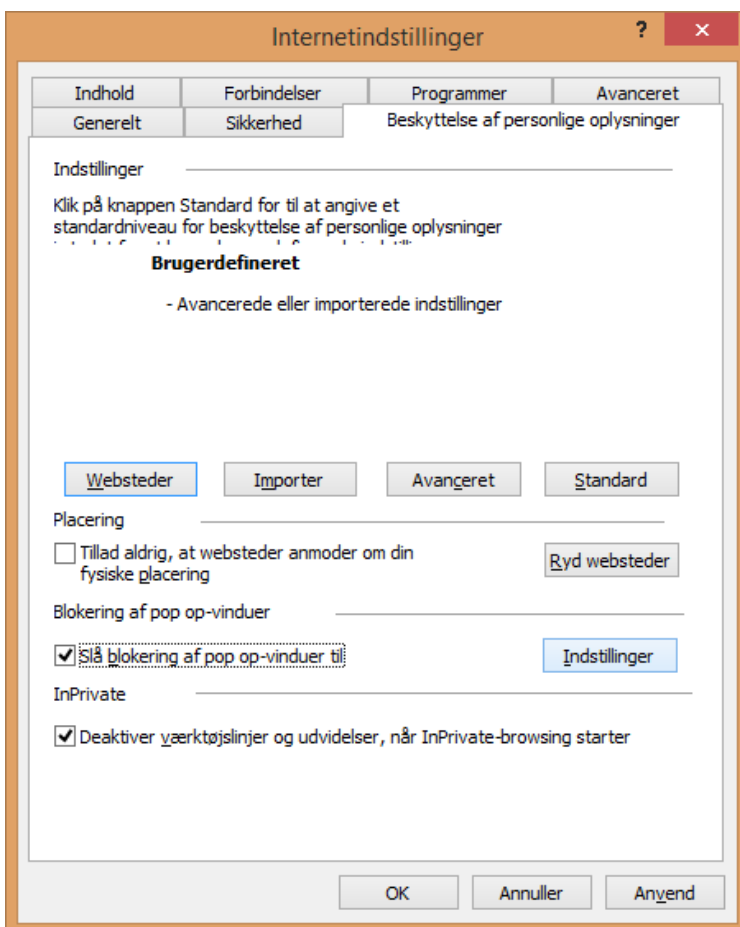 Internetindstillinger
?
Indhold Forbindelser Programmer Avanceret
Generelt Sikkerhed Beskyttelse af personlige oplysninger
Indstillinger
Klik på knappen Standard for til at angive et
standardniveau for beskyttelse af personlige oplysninger
Brugerdefineret
- Avancerede eller importerede indstillinger
Websteder Importer Avanceret Standard
Placering
Tillad aldrig, at websteder anmoder om din
fysiske placering
Ryd websteder
Blokering af pop op-vinduer
Slå blokering af pop op-vinduer til
Indstillinger
InPrivate
Deaktiver værktøjslinjer og udvidelser, når InPrivate-browsing starter
OK Annuller Anvend